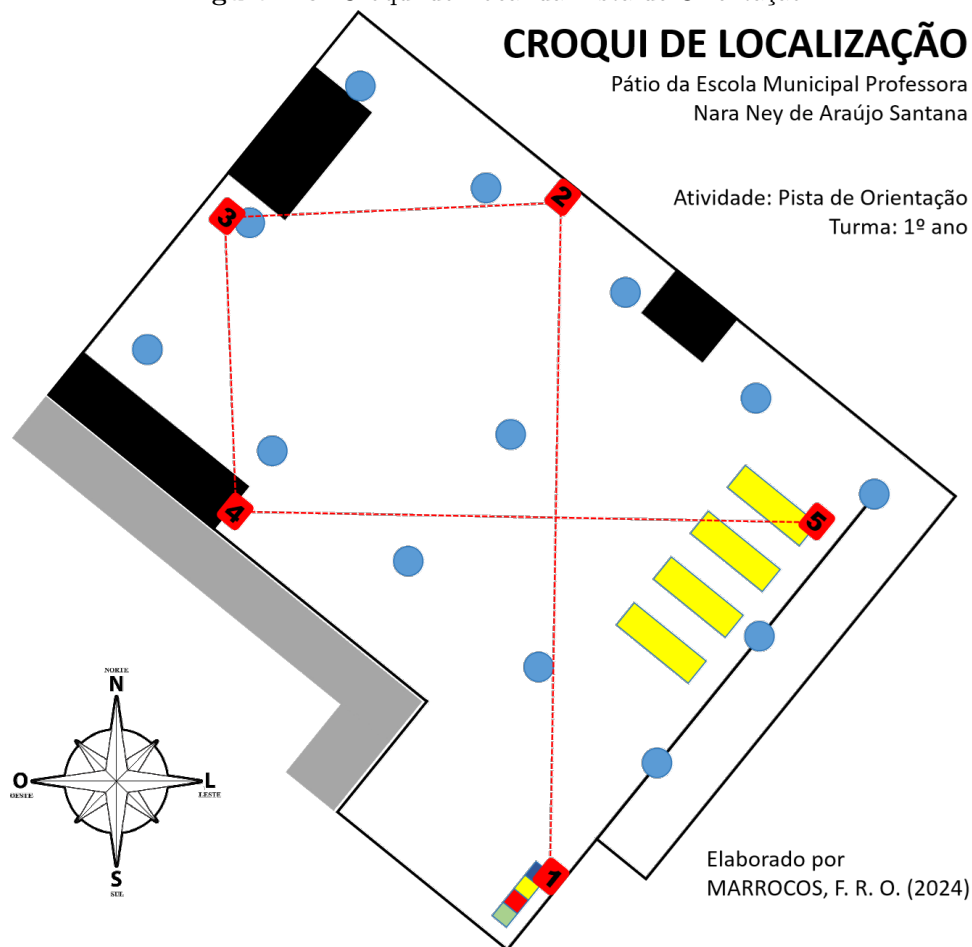 CROQUI DE LOCALIZAÇÃO
Pátio da Escola Municipal Professora
Nara Ney de Araújo Santana
Atividade: Pista de Orientação
Turma: 1º ano
2
3
5
4
NORTE
N
O
OESTE
L
LESTE
S
SUL
1
Elaborado por
MARROCOS, F. R. O. (2024)